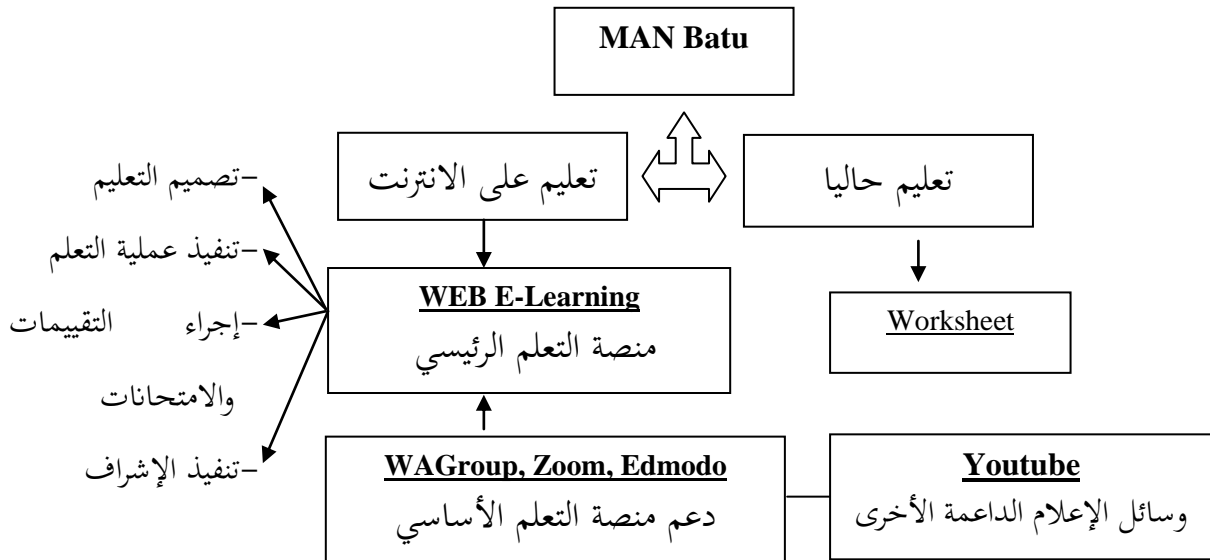 MAN Batu
تعليم على الانترنت
تعليم حاليا
–تصميم التعليم
–تنفيذ عملية التعلم
–إجراء التقييمات
والامتحانات
–تنفيذ الإشراف
WEB E-Learning
منصة التعلم الرئيسي
Worksheet
WAGroup, Zoom, Edmodo
دعم منصة التعلم الأساسي
Youtube
وسائل الإعلام الداعمة الأخرى